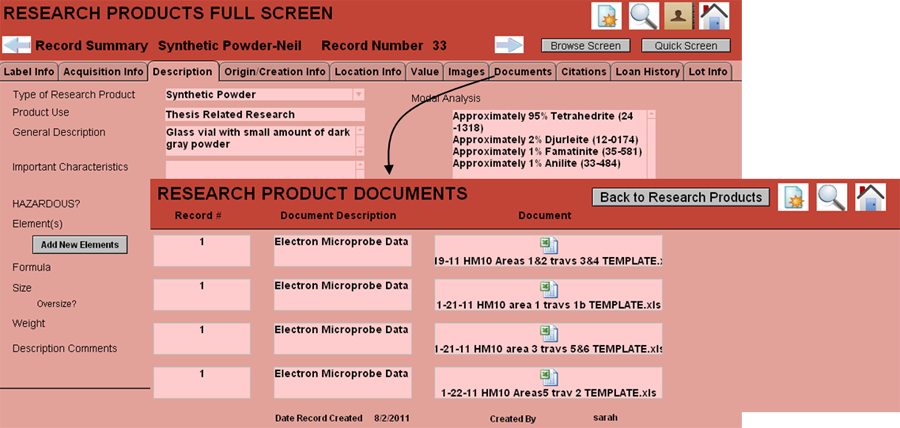 RESEARCH PRODUCTS FULL SCREEN
Record Summary Synthetic Powder-Neil Record Number 33
Browse Screen Quick Screen
Label Info Acquisition Info Description Origin/Creation Info Location Info Value Images Documents Citations Loan History Lot Info
Type of Research Product Synthetic Powder
Modal Analysis
Product Use Thesis Related Research
General Description Glass vial with small amount of dark
gray powder
Approximately 95% Tetrahedrite (24
-1318)
Approximately 2% Djurleite (12-0174)
Approximately 1% Famatinite (35-581)
Approximately 1% Anilite (33-484)
Important Characteristics
HAZARDOUS?
Element(s)
Add New Elements
Formula
Size
Oversize?
Weight
Description Comments
RESEARCH PRODUCT DOCUMENTS
Back to Research Products
Record # Document Description Document
1 Electron Microprobe Data
19-11 HM10 Areas 1&2 travs 3&4 TEMPLATE.x
1 Electron Microprobe Data
1-21-11 HM10 area 1 travs 1b TEMPLATE.xls
1 Electron Microprobe Data
1-21-11 HM10 area 3 travs 5&6 TEMPLATE.xls
1 Electron Microprobe Data
1-22-11 HM10 Areas5 trav 2 TEMPLATE.xls
Date Record Created 8/2/2011 Created By sarah